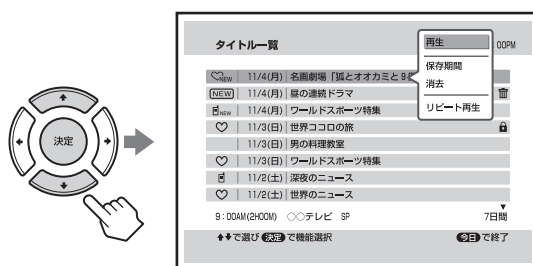 決定
タイトル一覧
:00PM
再生
保存期間
消去
リピート再生
NEW 11/4(月) 名画劇場「狐とオオカミと9
NEW 11/4(月) 昼の連続ドラマ
NEW 11/4(月) ワールドスポーツ特集
11/3(日) 世界ココロの旅
11/3(日) 男の料理教室
11/3(日) ワールドスポーツ特集
11/2(土) 深夜のニュース
11/2(土) 世界のニュース
9:00AM(2H00M) ○○テレビ SP 7日間
で選び 決定 で機能選択 今日 で終了